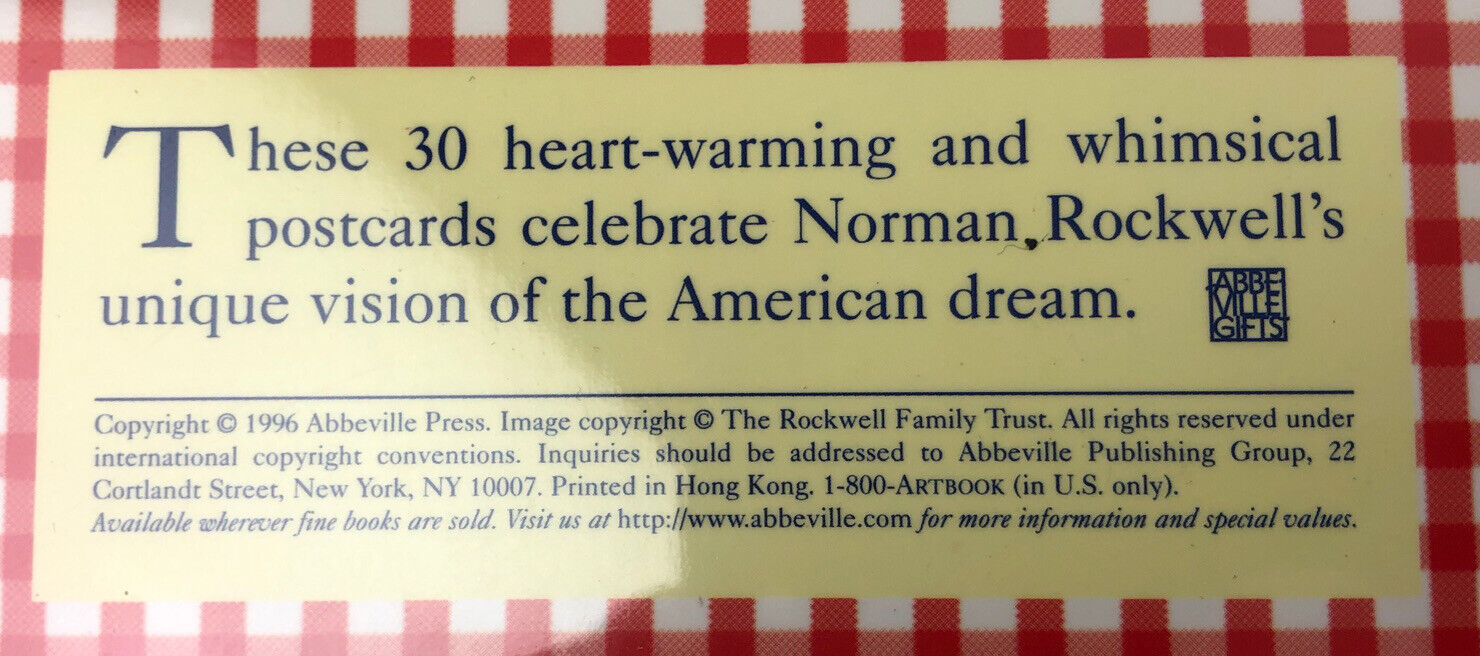 These 30 heart-warming and whimsical
postcards celebrate Norman Rockwell's
unique vision of the American dream.
ABBE
VILLE
GIFTS
Copyright © 1996 Abbeville Press. Image copyright © The Rockwell Family Trust. All rights reserved under
international copyright conventions. Inquiries should be addressed to Abbeville Publishing Group, 22
Cortlandt Street, New York, NY 10007. Printed in Hong Kong. 1-800-ARTBOOK (in U.S. only).
Available wherever fine books are sold. Visit us at http://www.abbeville.com for more information and special values.